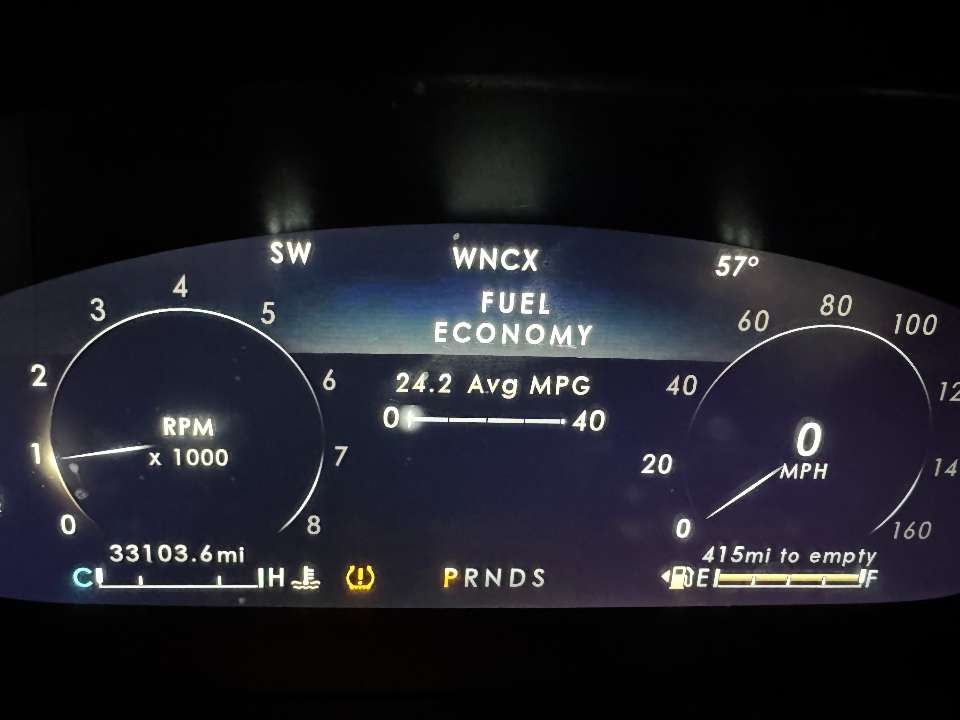 SW
WNCX
57°
FUEL
ECONOMY
24.2 Avg MPG
0 40
0
1
2
3
4
5
6
7
8
RPM
x 1000
0
20
40
60
80
100
160
0
MPH
33103.6mi
415mi to empty
C H
PRNDS
E F